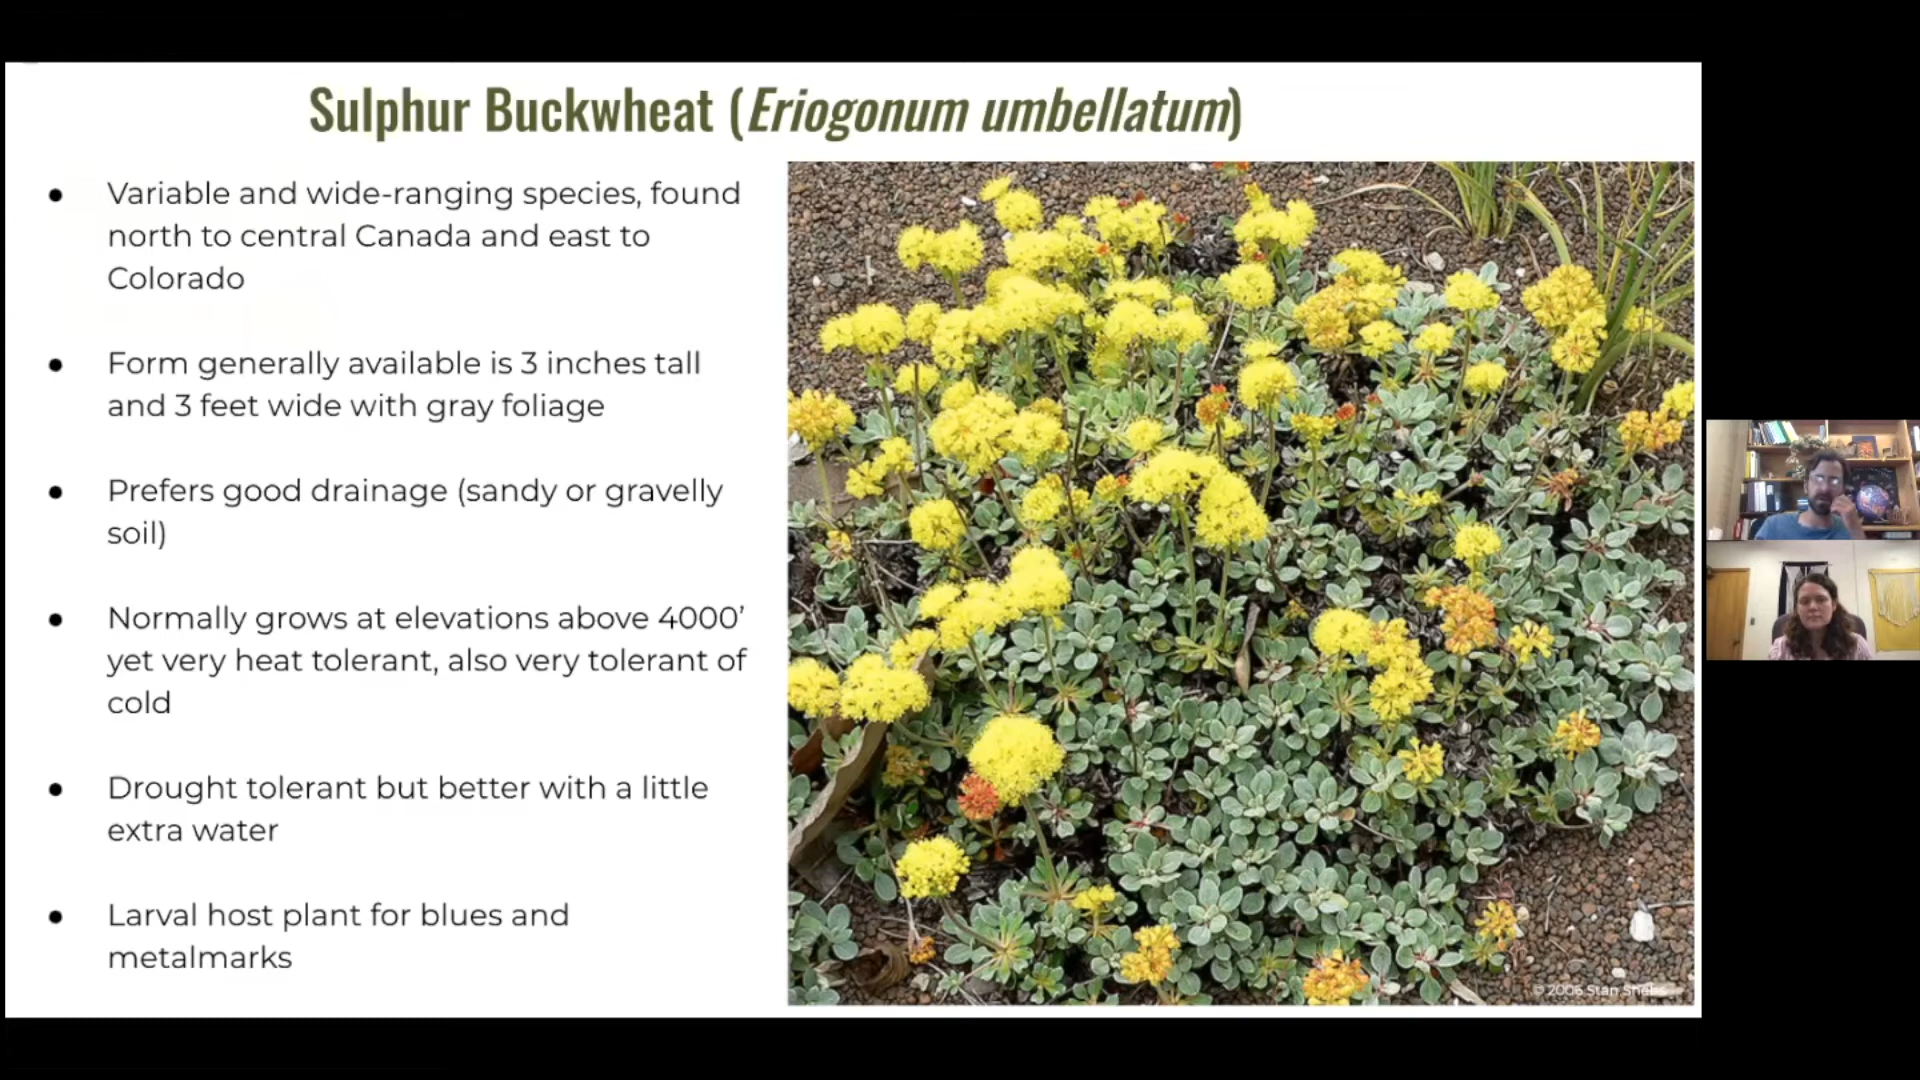 Sulphur Buckwheat (Eriogonum umbellatum)
● Variable and wide-ranging species, found
north to central Canada and east to
Colorado
● Form generally available is 3 inches tall
and 3 feet wide with gray foliage
● Prefers good drainage (sandy or gravelly
soil)
● Normally grows at elevations above 4000’
yet very heat tolerant, also very tolerant of
cold
● Drought tolerant but better with a little
extra water
● Larval host plant for blues and
metalmarks
© 2006 Stan